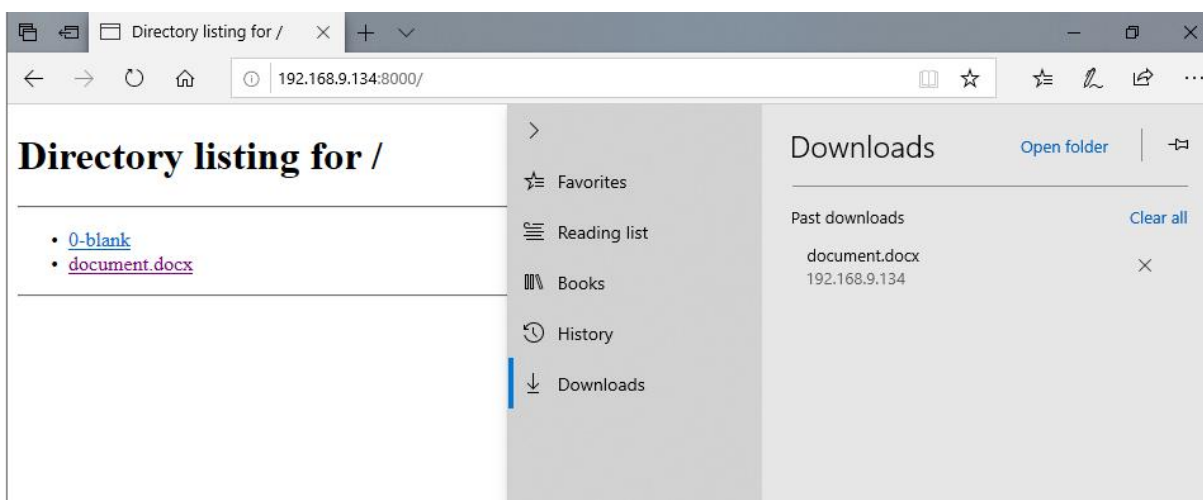 Directory listing for /
192.168.9.134:8000/
Directory listing for /
0-blank
document.docx
Favorites
Reading list
Books
History
Downloads
Downloads
Open folder
Past downloads
Clear all
document.docx
192.168.9.134